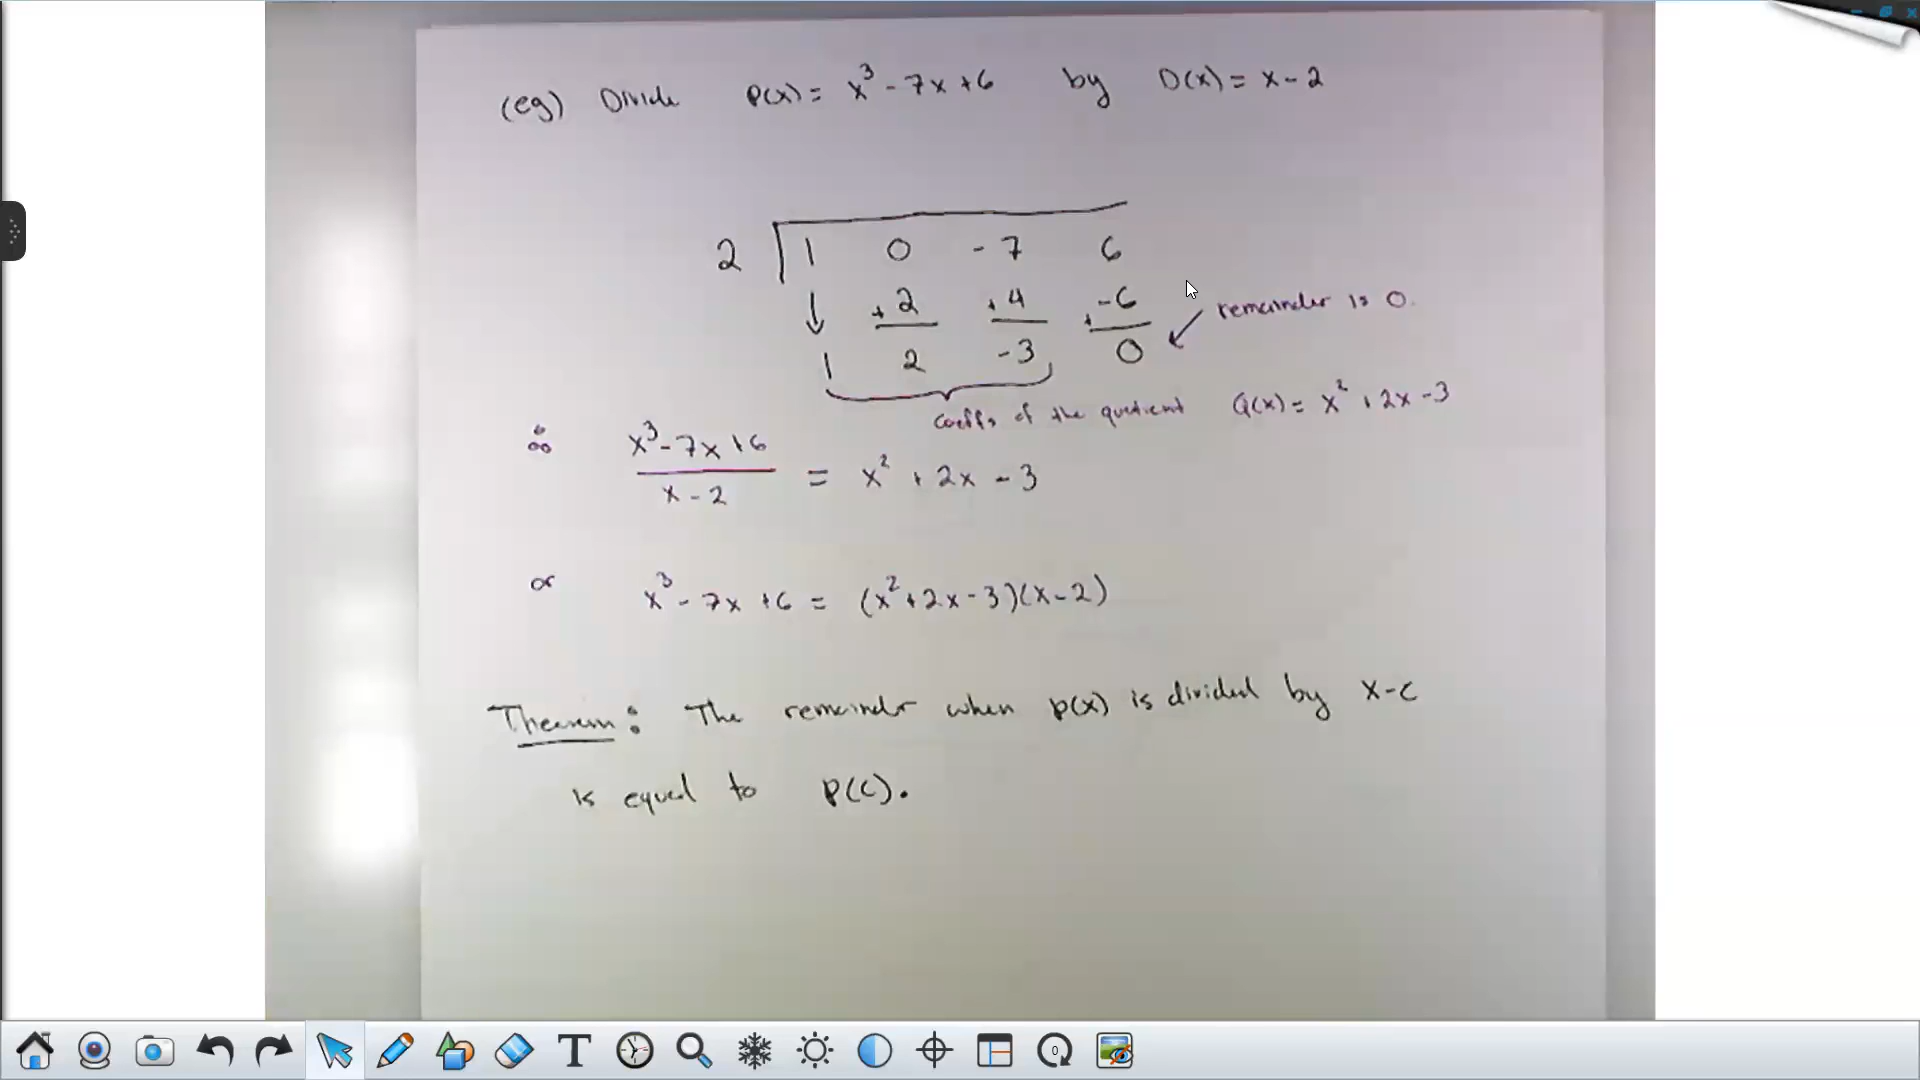 (eg) Divide P(x) = x³ - 7x + 6 by D(x) = x - 2
2 1 0 -7 6
+2 +4 + -6
remainder is 0.
1 2 -3 0
coeffs of the quotient Q(x) = x² + 2x - 3
∴ x³ - 7x + 6
x - 2
= x² + 2x - 3
or x³ - 7x + 6 = (x² + 2x - 3)(x - 2)
Theorem: The remainder when P(x) is divided by x - c
is equal to P(c).
T
0